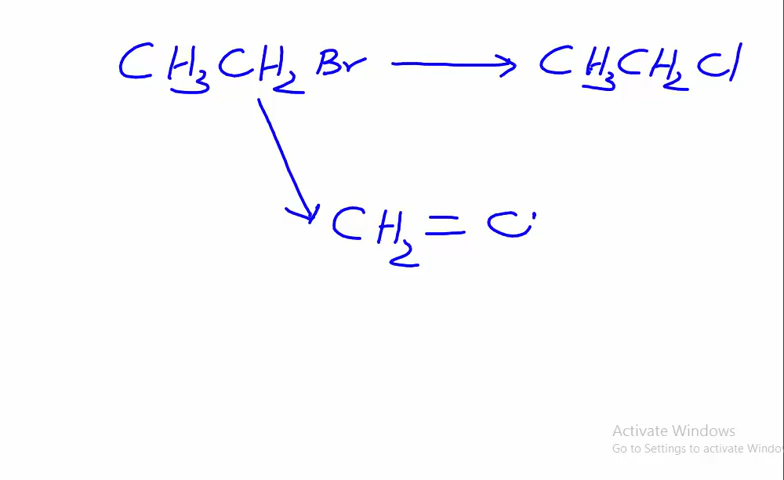 CH₃CH₂Br → CH₃CH₂Cl
CH₂ = C
Activate Windows
Go to Settings to activate Windo